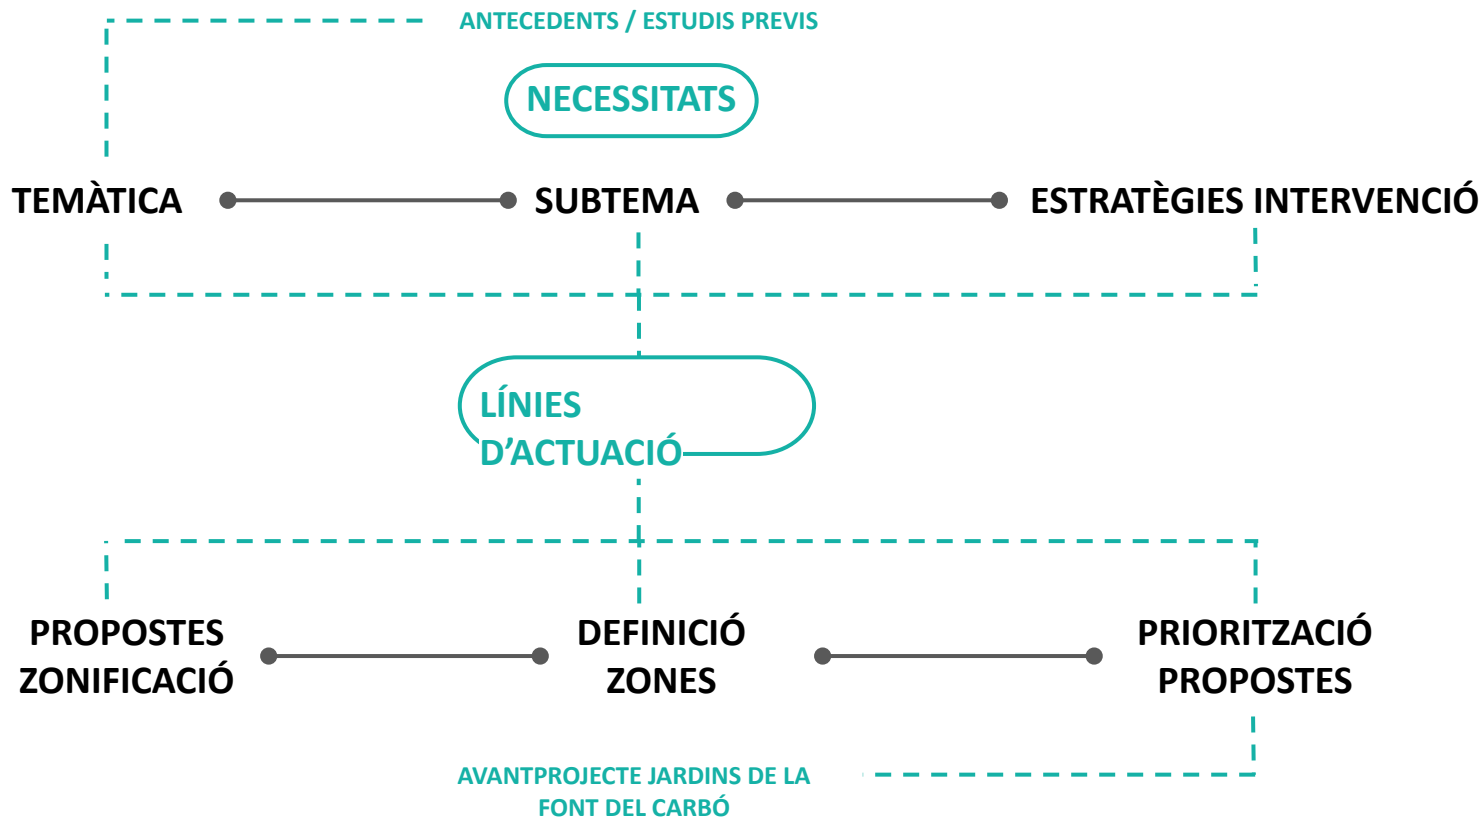 ANTECEDENTS / ESTUDIS PREVIS
NECESSITATS
TEMÀTICA
SUBTEMA
ESTRATÈGIES INTERVENCIÓ
LÍNIES
D’ACTUACIÓ
PROPOSTES
ZONIFICACIÓ
DEFINICIÓ
ZONES
PRIORITZACIÓ
PROPOSTES
AVANTPROJECTE JARDINS DE LA
FONT DEL CARBÓ